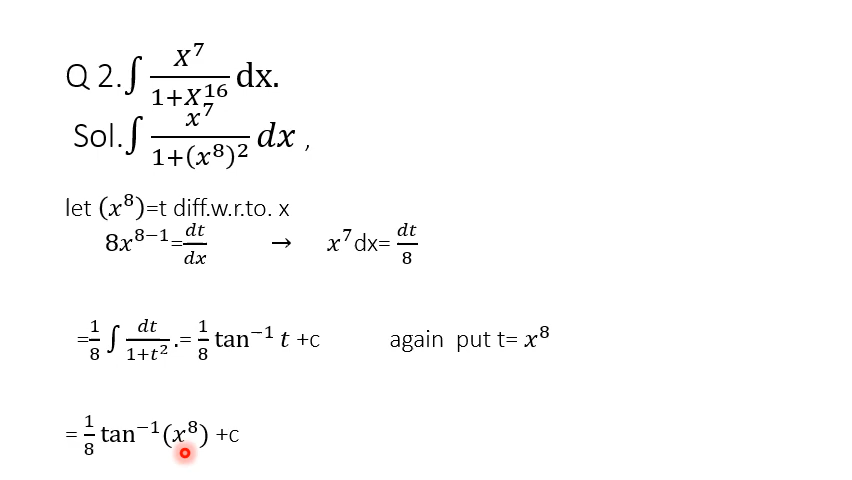 Q 2.∫ x⁷/(1+x¹⁶) dx.
Sol.∫ x⁷/(1+(x⁸)²) dx ,
let (x⁸)=t diff.w.r.to. x
8x⁸⁻¹=dt/dx → x⁷dx= dt/8
=1/8 ∫ dt/(1+t²) .= 1/8 tan⁻¹ t +c again put t= x⁸
= 1/8 tan⁻¹(x⁸) +c